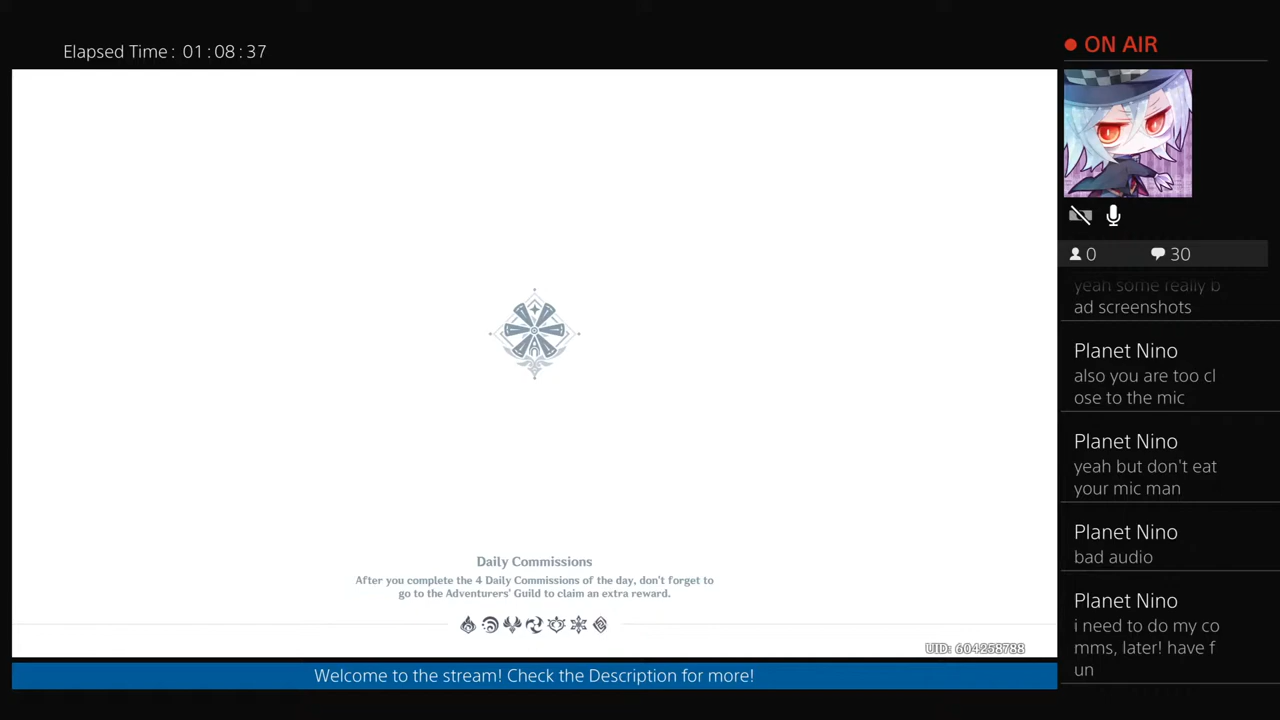 Elapsed Time : 01 : 08 : 37
ON AIR
0
30
yeah some really b
ad screenshots
Planet Nino
also you are too cl
ose to the mic
Planet Nino
yeah but don't eat
your mic man
Planet Nino
bad audio
Planet Nino
i need to do my co
mms, later! have f
un
Daily Commissions
After you complete the 4 Daily Commissions of the day, don't forget to
go to the Adventurers' Guild to claim an extra reward.
UID: 604258788
Welcome to the stream! Check the Description for more!